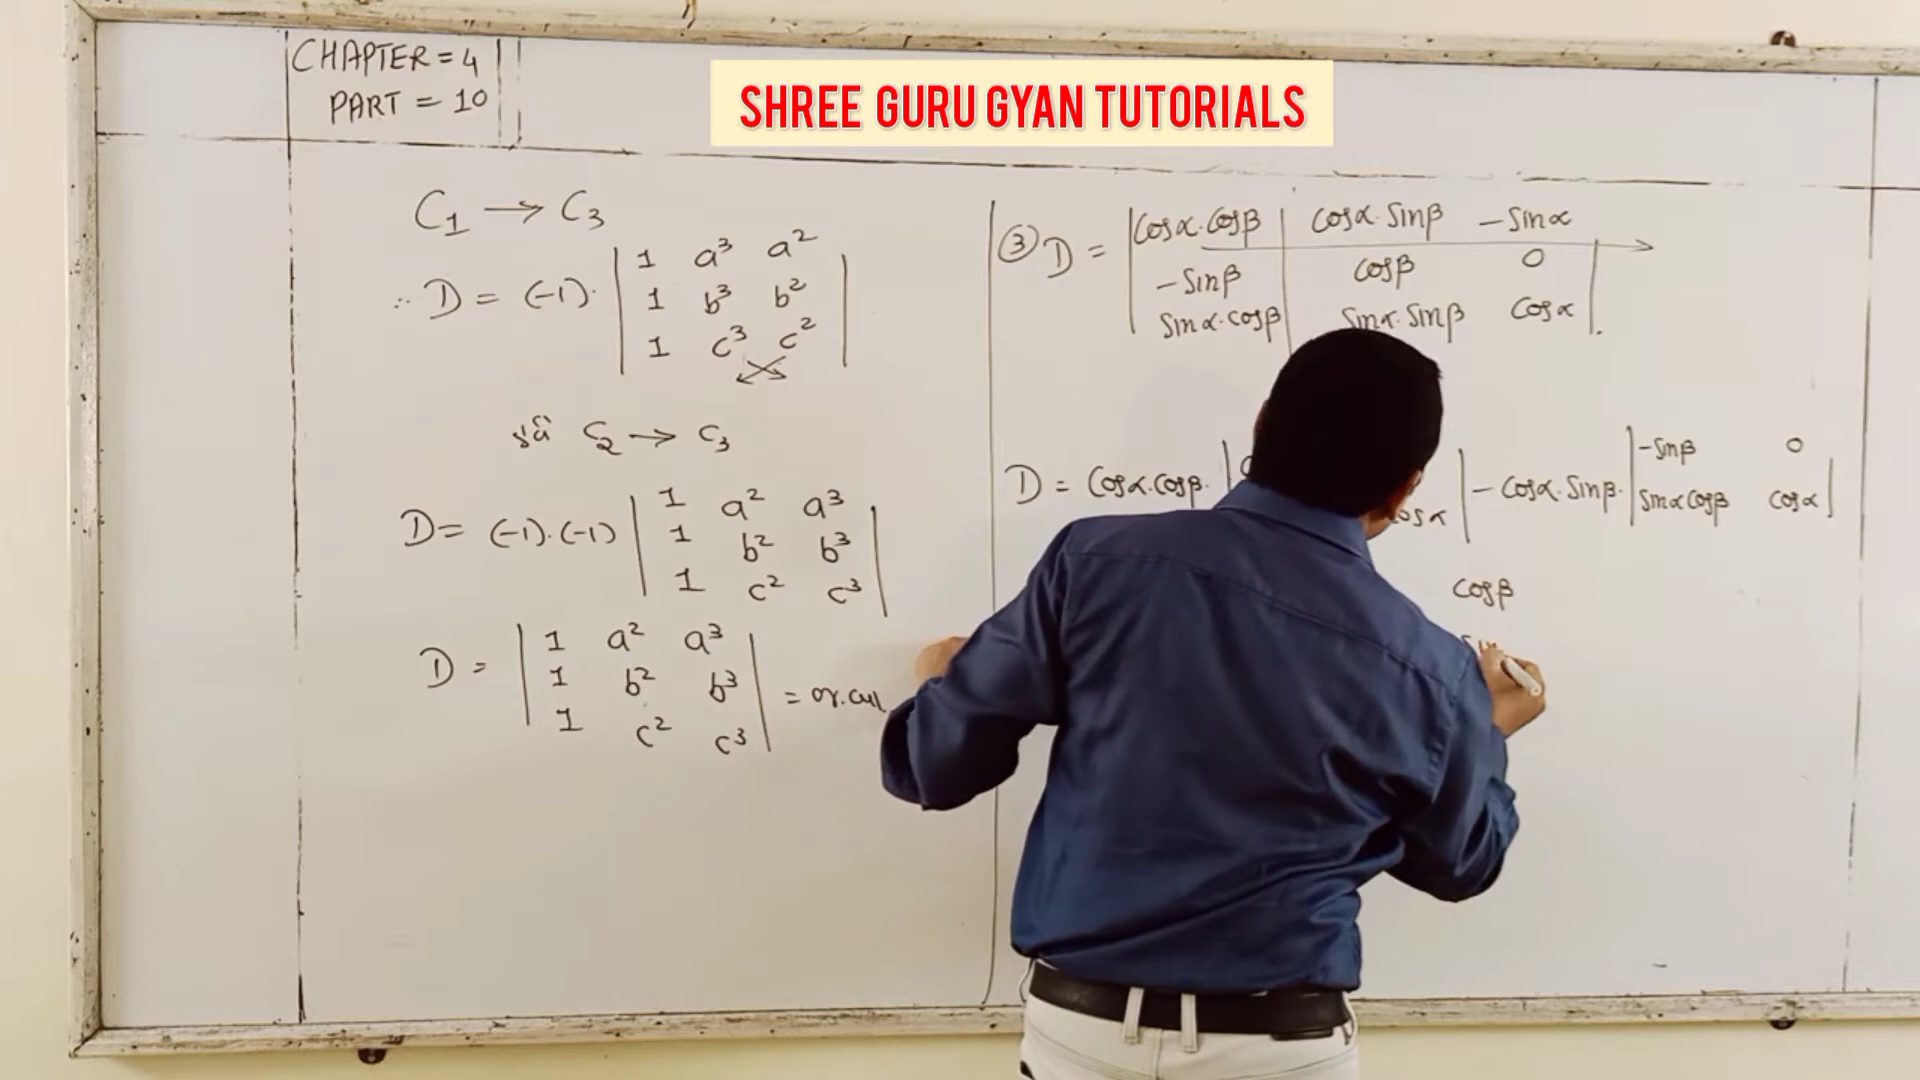 CHAPTER = 4
PART = 10
SHREE GURU GYAN TUTORIALS
C₁ → C₃
∴ D = (-1).
1 a³ a²
1 b³ b²
1 c³ c²
C₂ → C₃
D = (-1).(-1)
1 a² a³
1 b² b³
1 c² c³
D =
1 a² a³
1 b² b³
1 c² c³
=
③ D =
cosα.cosβ cosα.sinβ -sinα
-sinβ cosβ 0
sinα.cosβ sinα.sinβ cosα
D = cosα.cosβ.
cosα
- cosα.sinβ.
-sinβ 0
sinα cosβ cosα
cosβ